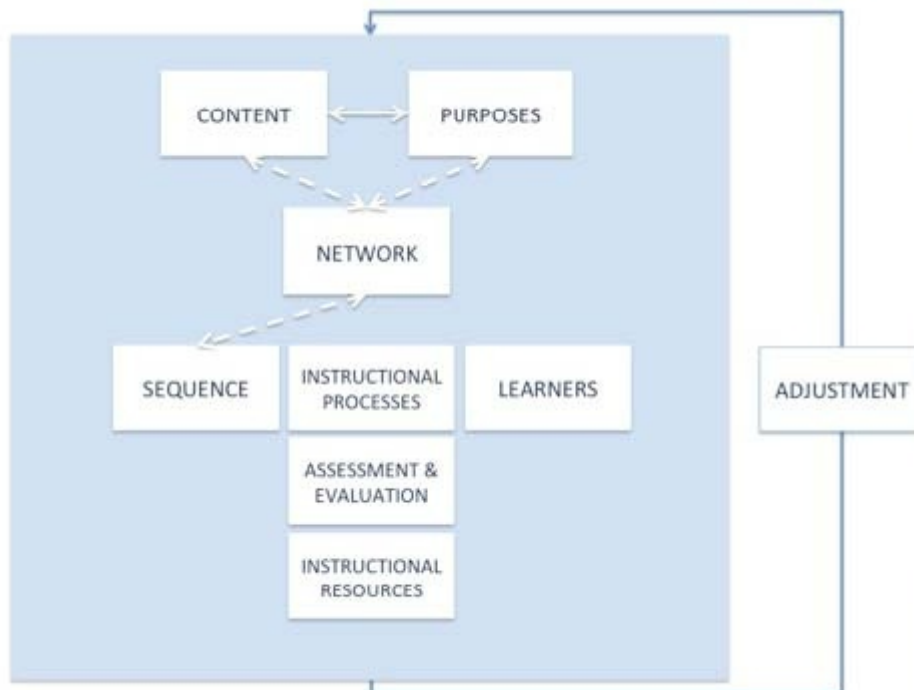 CONTENT
PURPOSES
NETWORK
SEQUENCE
INSTRUCTIONAL
PROCESSES
LEARNERS
ADJUSTMENT
ASSESSMENT &
EVALUATION
INSTRUCTIONAL
RESOURCES